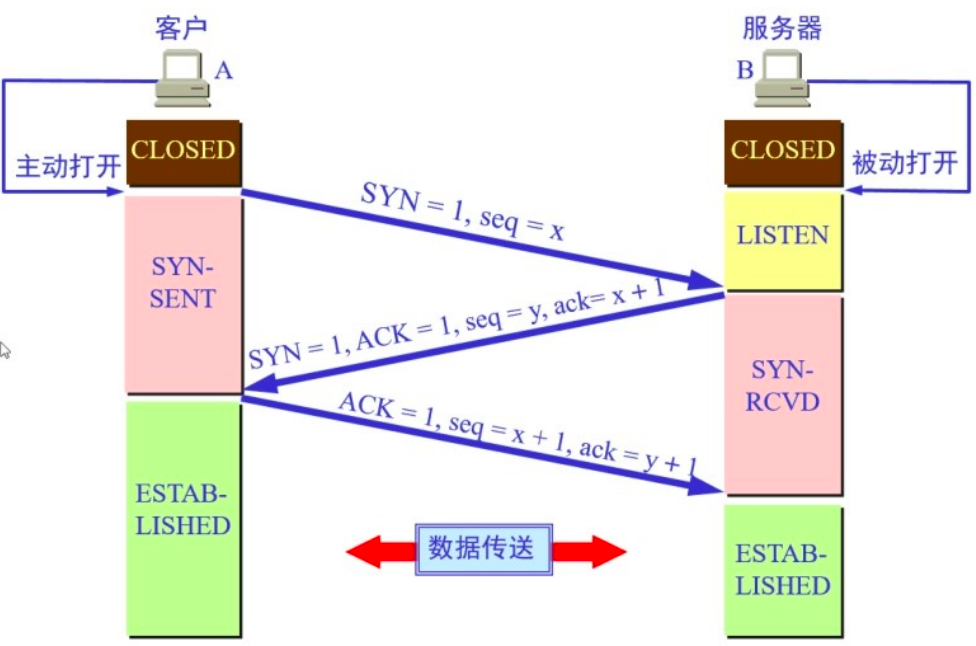 客户
服务器
A
B
CLOSED
CLOSED
主动打开
被动打开
SYN = 1, seq = x
LISTEN
SYN-
SENT
SYN = 1, ACK = 1, seq = y, ack= x + 1
SYN-
RCVD
ACK = 1, seq = x + 1, ack = y + 1
ESTAB-
LISHED
数据传送
ESTAB-
LISHED